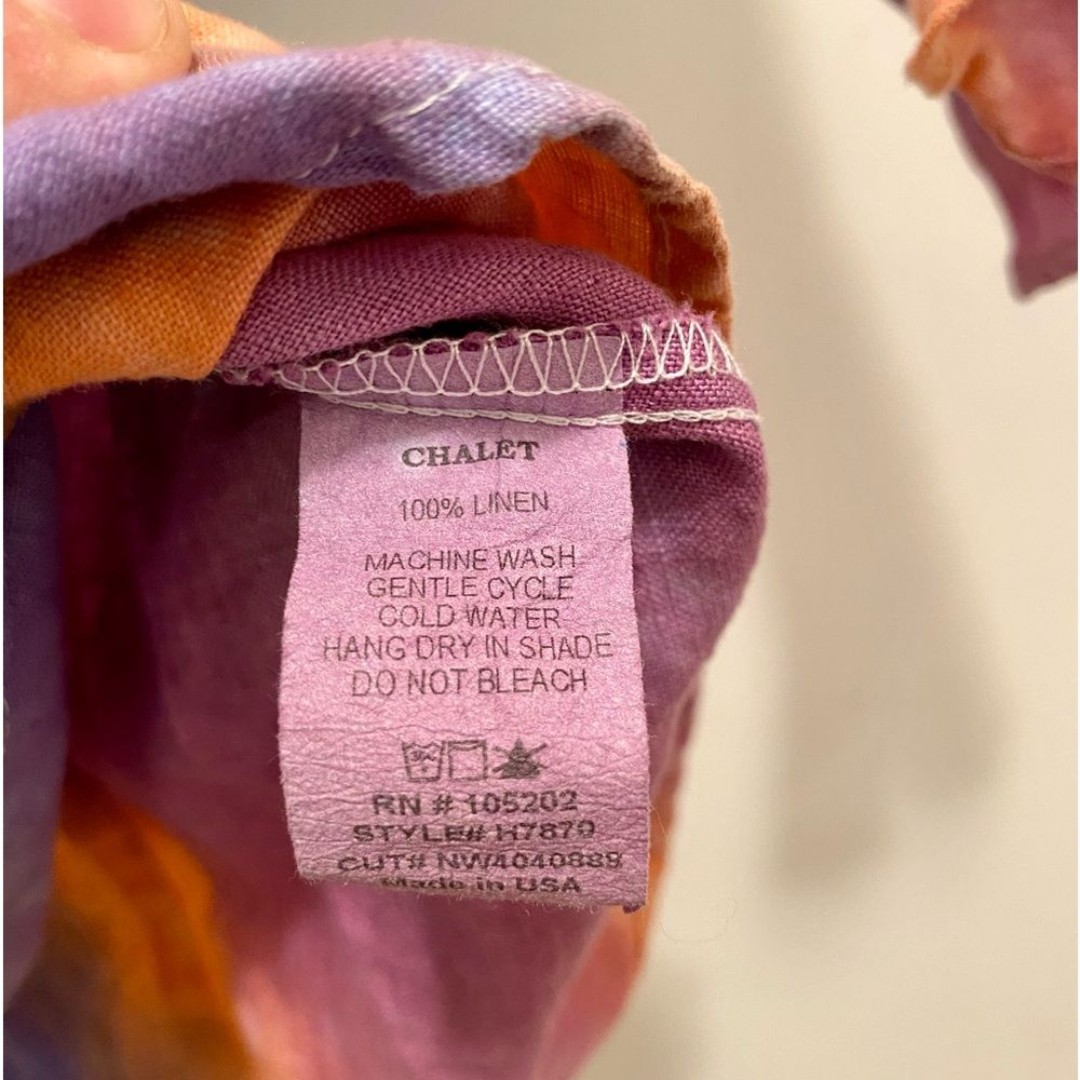 CHALET
100% LINEN
MACHINE WASH
GENTLE CYCLE
COLD WATER
HANG DRY IN SHADE
DO NOT BLEACH
RN # 105202
STYLE# H7870
CUT# NW4040889
Made in USA